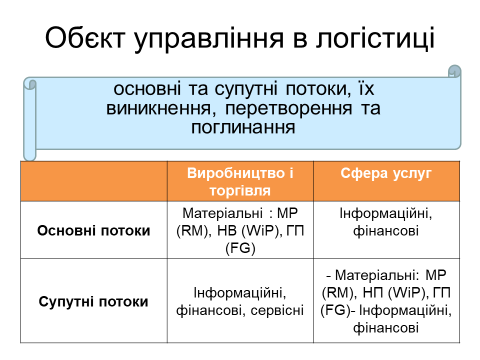 Обєкт управління в логістиці
основні та супутні потоки, їх
виникнення, перетворення та
поглинання
Виробництво і
торгівля
Сфера услуг
Основні потоки
Матеріальні : МР
(RM), НВ (WiP), ГП
(FG)
Інформаційні,
фінансові
Супутні потоки
Інформаційні,
фінансові, сервісні
- Матеріальні: МР
(RM), НП (WiP), ГП
(FG)- Інформаційні,
фінансові